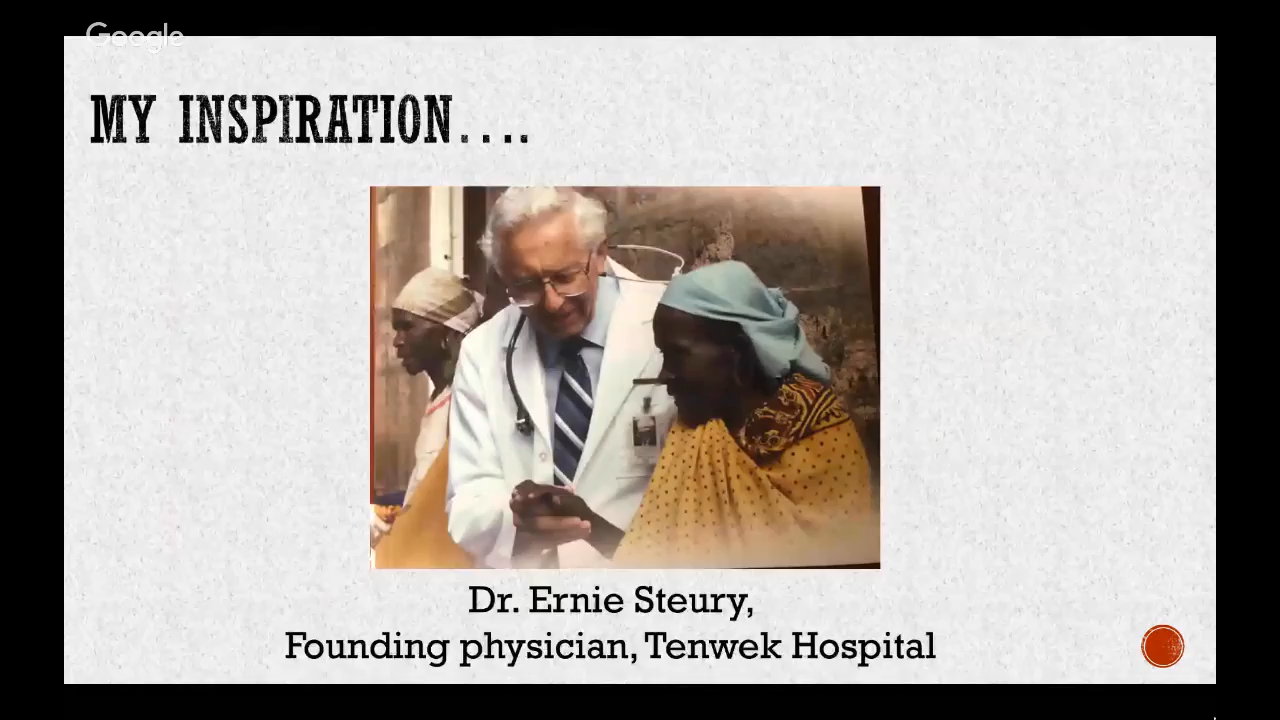 Google
MY INSPIRATION....
Dr. Ernie Steury,
Founding physician, Tenwek Hospital